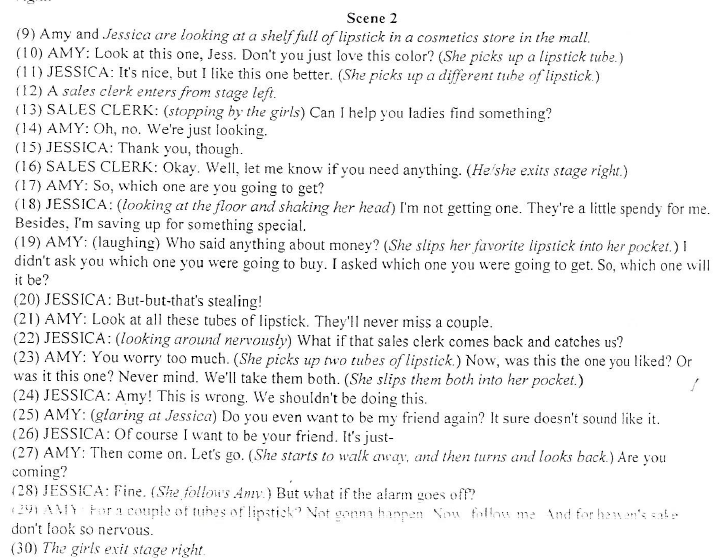 Scene 2
(9) Amy and Jessica are looking at a shelf full of lipstick in a cosmetics store in the mall.
(10) AMY: Look at this one, Jess. Don't you just love this color? (She picks up a lipstick tube.)
(11) JESSICA: It's nice, but I like this one better. (She picks up a different tube of lipstick.)
(12) A sales clerk enters from stage left.
(13) SALES CLERK: (stopping by the girls) Can I help you ladies find something?
(14) AMY: Oh, no. We're just looking.
(15) JESSICA: Thank you, though.
(16) SALES CLERK: Okay. Well, let me know if you need anything. (He/she exits stage right.)
(17) AMY: So, which one are you going to get?
(18) JESSICA: (looking at the floor and shaking her head) I'm not getting one. They're a little spendy for me.
Besides, I'm saving up for something special.
(19) AMY: (laughing) Who said anything about money? (She slips her favorite lipstick into her pocket.) I
didn't ask you which one you were going to buy. I asked which one you were going to get. So, which one will
it be?
(20) JESSICA: But-but-that's stealing!
(21) AMY: Look at all these tubes of lipstick. They'll never miss a couple.
(22) JESSICA: (looking around nervously) What if that sales clerk comes back and catches us?
(23) AMY: You worry too much. (She picks up two tubes of lipstick.) Now, was this the one you liked? Or
was it this one? Never mind. We'll take them both. (She slips them both into her pocket.)
(24) JESSICA: Amy! This is wrong. We shouldn't be doing this.
(25) AMY: (glaring at Jessica) Do you even want to be my friend again? It sure doesn't sound like it.
(26) JESSICA: Of course I want to be your friend. It's just-
(27) AMY: Then come on. Let's go. (She starts to walk away, and then turns and looks back.) Are you
coming?
(28) JESSICA: Fine. (She follows Amy.) But what if the alarm goes off?
(29) AMY: For a couple of tubes of lipstick? Not gonna happen. Now, follow me. And for heaven's sake
don't look so nervous.
(30) The girls exit stage right.